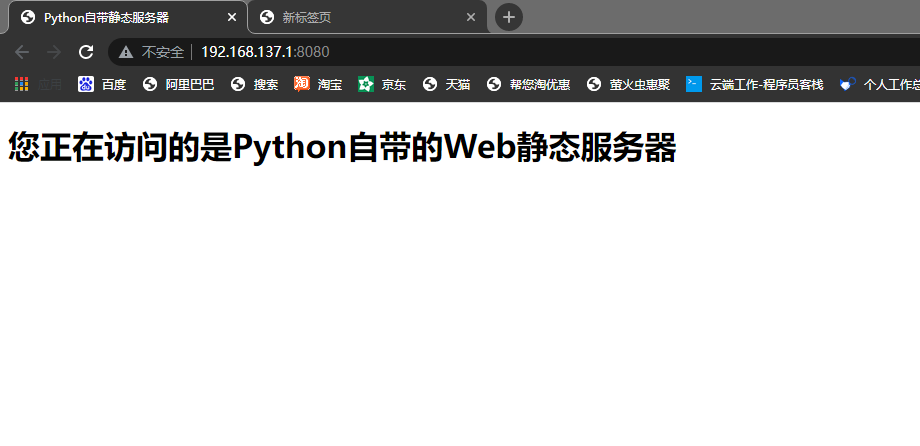 Python自带静态服务器
新标签页
不安全 192.168.137.1:8080
应用 百度 阿里巴巴 搜索 淘宝 京东 天猫 帮您淘优惠 萤火虫惠聚 云端工作-程序员客栈 个人工作总
您正在访问的是Python自带的Web静态服务器